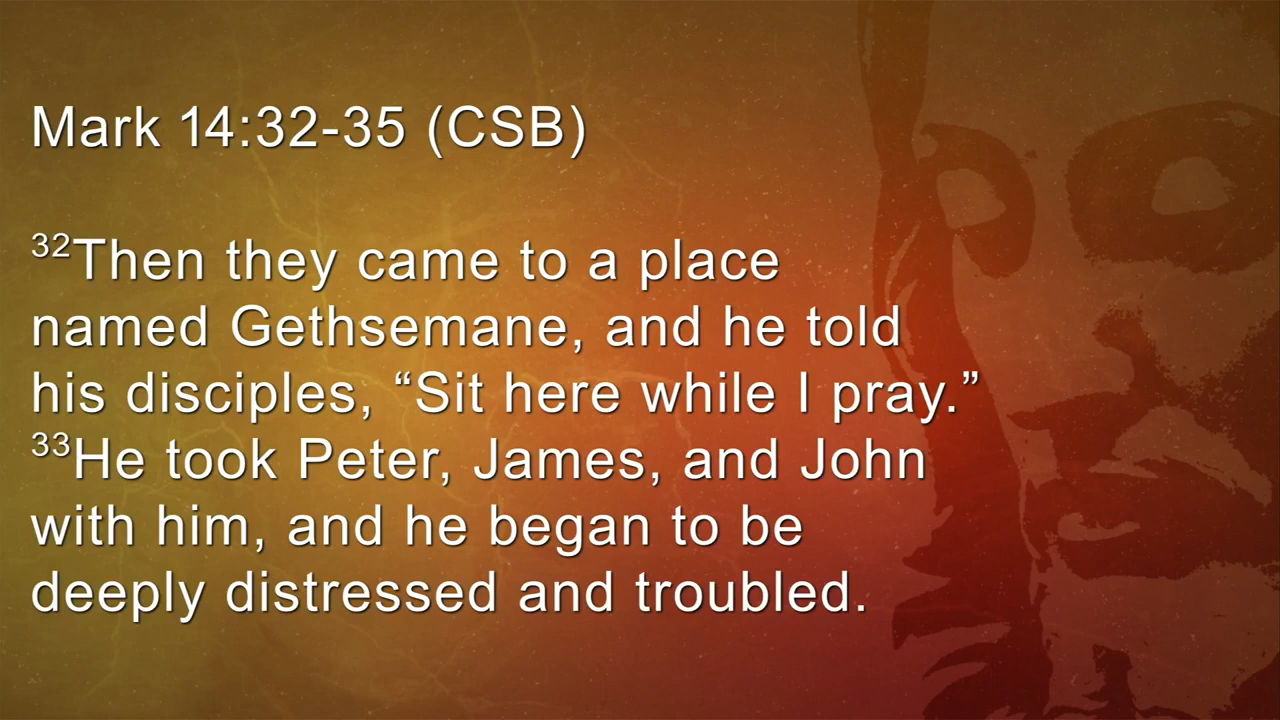 Mark 14:32-35 (CSB)
³²Then they came to a place
named Gethsemane, and he told
his disciples, “Sit here while I pray.”
³³He took Peter, James, and John
with him, and he began to be
deeply distressed and troubled.